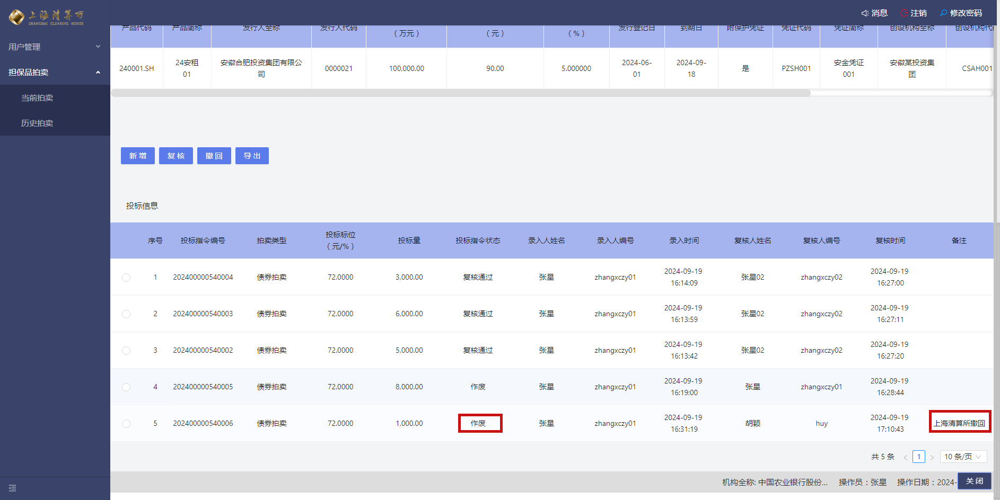 上海清算所
SHANGHAI CLEARING HOUSE
消息 注销 修改密码
用户管理
担保品拍卖
当前拍卖
历史拍卖
产品代码 产品简称 发行人全称 发行人代码 （万元） （元） （%） 发行登记日 到期日 附保护凭证 凭证代码 凭证简称 创设机构全称 创设机构代
240001.SH 24安租01 安徽合肥投资集团有限公司 0000021 100,000.00 90.00 5.000000 2024-06-01 2024-09-18 是 PZSH001 安金凭证001 安徽某投资集团 CSAH001
新增 复核 撤回 导出
投标信息
序号 投标指令编号 拍卖类型 投标标位（元/%） 投标量 投标指令状态 录入人姓名 录入人编号 录入时间 复核人姓名 复核人编号 复核时间 备注
1 202400000540004 债券拍卖 72.0000 3,000.00 复核通过 张星 zhangxczy01 2024-09-19 16:14:09 张星02 zhangxczy02 2024-09-19 16:27:00
2 202400000540003 债券拍卖 72.0000 6,000.00 复核通过 张星 zhangxczy01 2024-09-19 16:13:59 张星02 zhangxczy02 2024-09-19 16:27:11
3 202400000540002 债券拍卖 72.0000 5,000.00 复核通过 张星 zhangxczy01 2024-09-19 16:13:42 张星02 zhangxczy02 2024-09-19 16:27:20
4 202400000540005 债券拍卖 72.0000 8,000.00 作废 张星 zhangxczy01 2024-09-19 16:19:00 张星 zhangxczy01 2024-09-19 16:28:44
5 202400000540006 债券拍卖 72.0000 1,000.00 作废 张星 zhangxczy01 2024-09-19 16:31:19 胡颖 huy 2024-09-19 17:10:43 上海清算所撤回
共 5 条 < 1 > 10 条/页
机构全称: 中国农业银行股份... 操作员：张星 操作日期：2024- 关闭